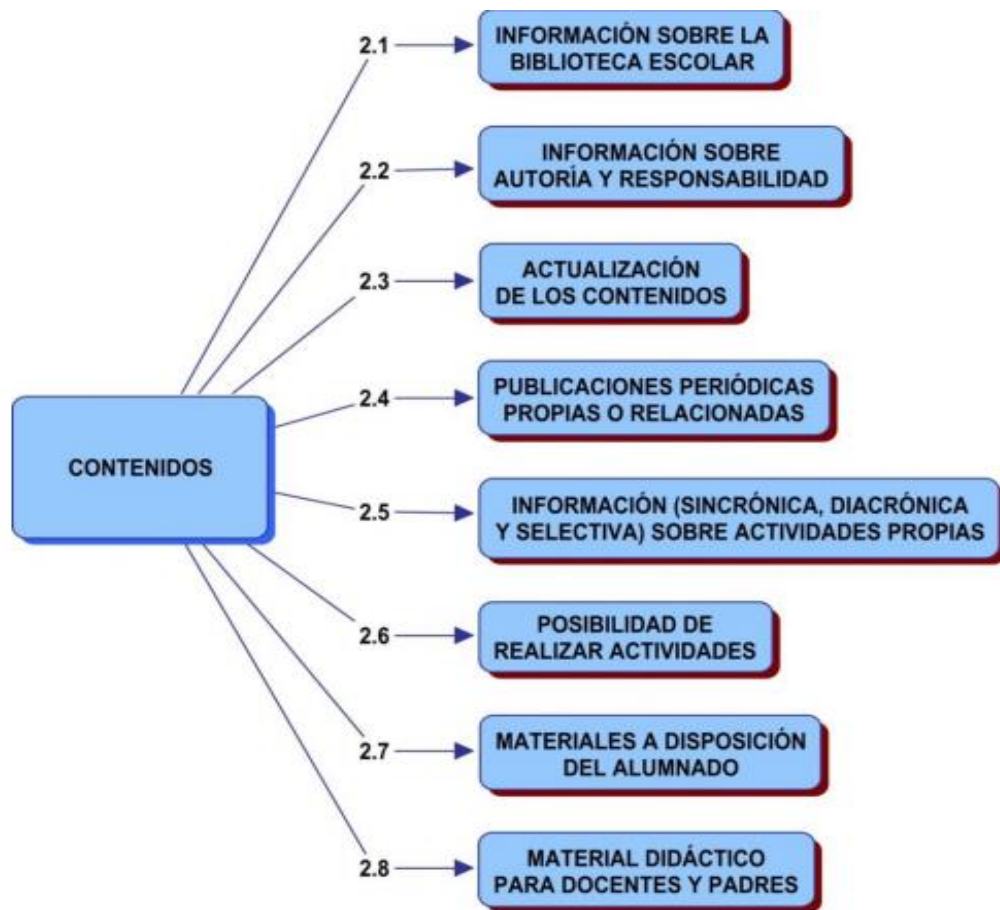 2.1
INFORMACIÓN SOBRE LA
BIBLIOTECA ESCOLAR
2.2
INFORMACIÓN SOBRE
AUTORÍA Y RESPONSABILIDAD
2.3
ACTUALIZACIÓN
DE LOS CONTENIDOS
2.4
PUBLICACIONES PERIÓDICAS
PROPIAS O RELACIONADAS
CONTENIDOS
2.5
INFORMACIÓN (SINCRÓNICA, DIACRÓNICA
Y SELECTIVA) SOBRE ACTIVIDADES PROPIAS
2.6
POSIBILIDAD DE
REALIZAR ACTIVIDADES
2.7
MATERIALES A DISPOSICIÓN
DEL ALUMNADO
2.8
MATERIAL DIDÁCTICO
PARA DOCENTES Y PADRES